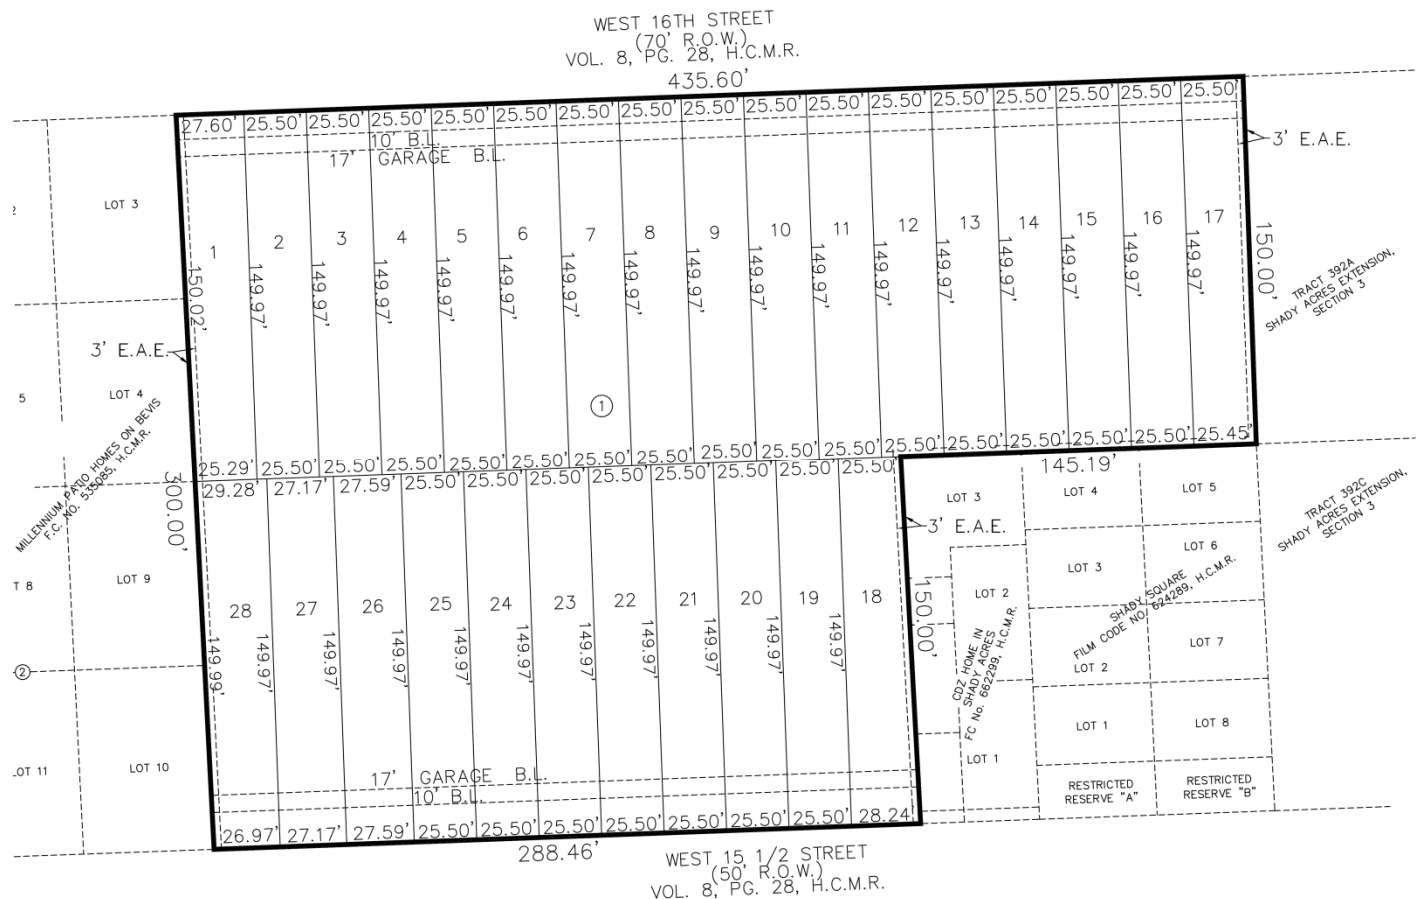 WEST 16TH STREET
(70' R.O.W.)
VOL. 8, PG. 28, H.C.M.R.
435.60'
27.60' 25.50' 25.50' 25.50' 25.50' 25.50' 25.50' 25.50' 25.50' 25.50' 25.50' 25.50' 25.50' 25.50' 25.50' 25.50' 25.50'
10' B.L.
17' GARAGE B.L.
3' E.A.E.
2
LOT 3
1 2 3 4 5 6 7 8 9 10 11 12 13 14 15 16 17
150.02'
149.97' 149.97' 149.97' 149.97' 149.97' 149.97' 149.97' 149.97' 149.97' 149.97' 149.97' 149.97' 149.97' 149.97' 149.97' 149.97'
150.00'
TRACT 392A
SHADY ACRES EXTENSION,
SECTION 3
3' E.A.E.
5
LOT 4
1
MILLENNIUM PATIO HOMES ON BEVIS
F.C. NO. 535085, H.C.M.R.
300.00'
25.29' 25.50' 25.50' 25.50' 25.50' 25.50' 25.50' 25.50' 25.50' 25.50' 25.50' 25.50' 25.50' 25.50' 25.50' 25.50' 25.45'
29.28' 27.17' 27.59' 25.50' 25.50' 25.50' 25.50' 25.50' 25.50' 25.50' 25.50'
145.19'
3' E.A.E.
LOT 3
LOT 4
LOT 5
TRACT 392C
SHADY ACRES EXTENSION,
SECTION 3
T 8
LOT 9
28 27 26 25 24 23 22 21 20 19 18
149.99'
149.97' 149.97' 149.97' 149.97' 149.97' 149.97' 149.97' 149.97' 149.97' 149.97'
150.00'
LOT 2
LOT 3
LOT 6
SHADY SQUARE
FILM CODE NO. 624289, H.C.M.R.
CDZ HOME IN
SHADY ACRES
FC No. 662299, H.C.M.R.
LOT 2
LOT 7
2
LOT 1
LOT 1
LOT 8
OT 11
LOT 10
RESTRICTED
RESERVE "A"
RESTRICTED
RESERVE "B"
17' GARAGE B.L.
10' B.L.
26.97' 27.17' 27.59' 25.50' 25.50' 25.50' 25.50' 25.50' 25.50' 25.50' 28.24'
288.46'
WEST 15 1/2 STREET
(50' R.O.W.)
VOL. 8, PG. 28, H.C.M.R.